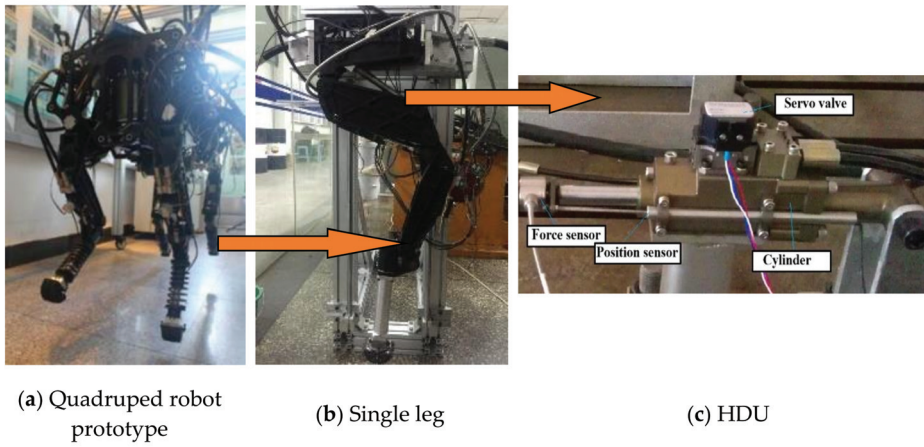 Servo valve
Force sensor
Position sensor
Cylinder
(a) Quadruped robot
prototype
(b) Single leg
(c) HDU